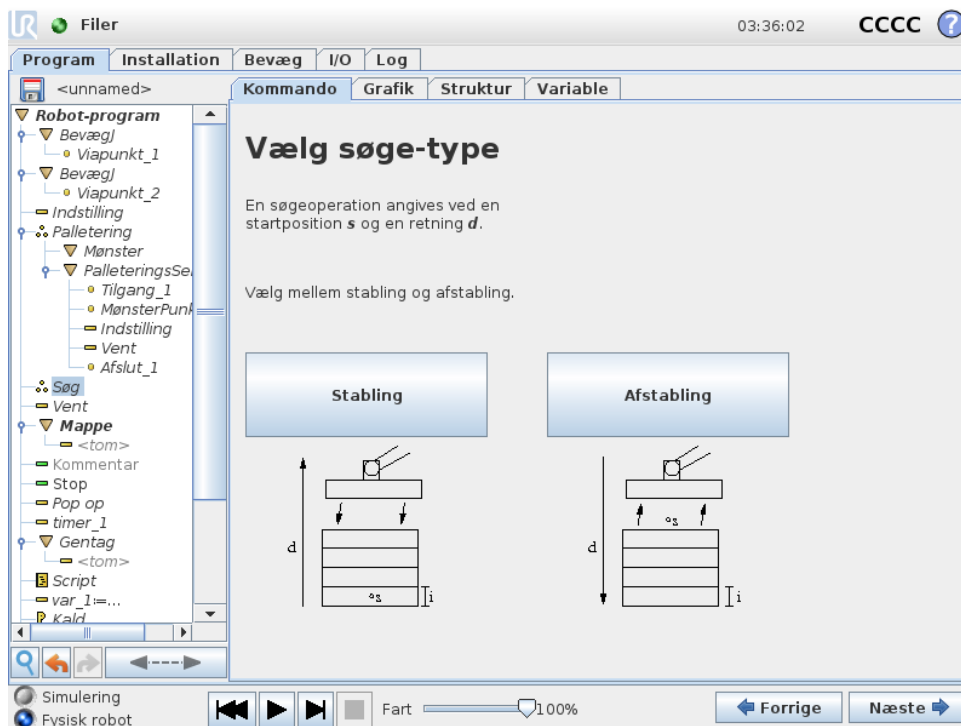 UR Filer 03:36:02 CCCC ?
Program Installation Bevæg I/O Log
<unnamed>
Kommando Grafik Struktur Variable
Robot-program
BevægJ
Viapunkt_1
BevægJ
Viapunkt_2
Indstilling
Palletering
Mønster
PalleteringsSe
Tilgang_1
MønsterPunk
Indstilling
Vent
Afslut_1
Søg
Vent
Mappe
<tom>
Kommentar
Stop
Pop op
timer_1
Gentag
<tom>
Script
var_1:=...
Kald
Vælg søge-type
En søgeoperation angives ved en
startposition s og en retning d.
Vælg mellem stabling og afstabling.
Stabling
Afstabling
d
s
i
d
s
i
Simulering
Fysisk robot
Fart 100%
Forrige
Næste